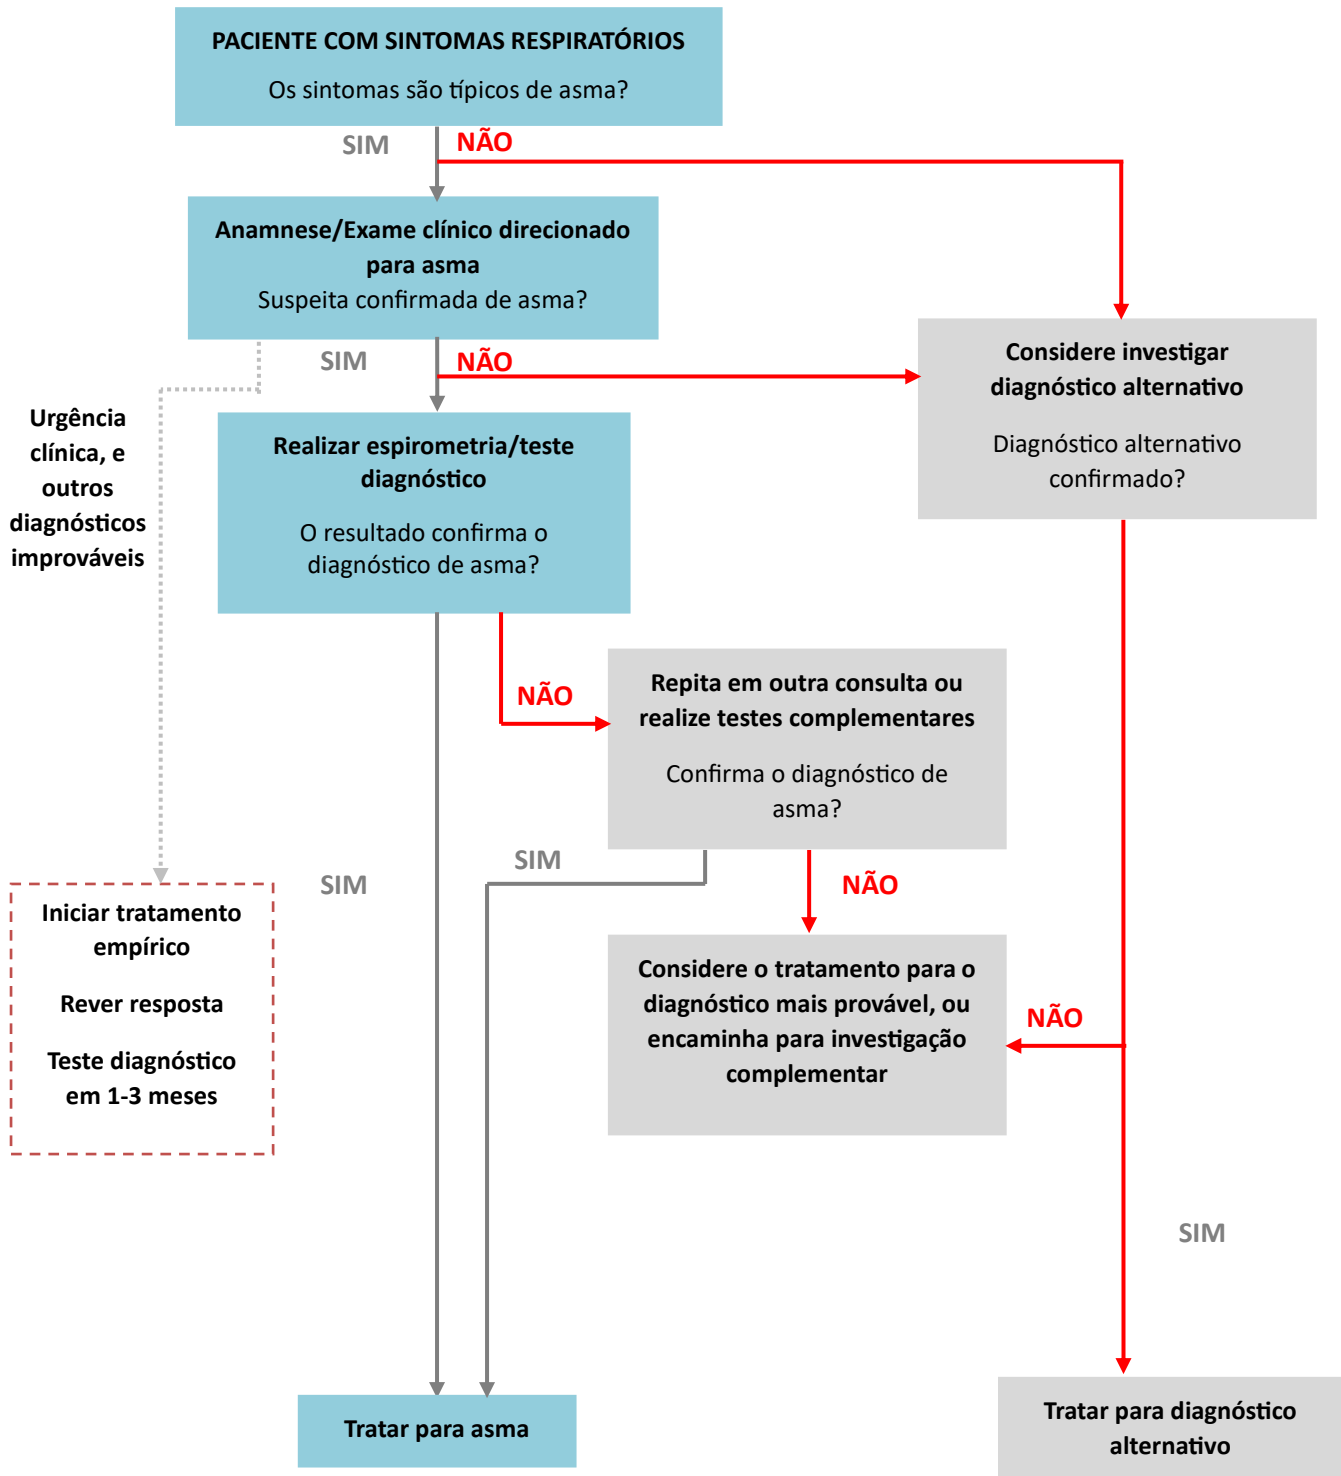 PACIENTE COM SINTOMAS RESPIRATÓRIOS
Os sintomas são típicos de asma?
SIM
NÃO
Anamnese/Exame clínico direcionado
para asma
Suspeita confirmada de asma?
SIM
NÃO
Considere investigar
diagnóstico alternativo
Diagnóstico alternativo
confirmado?
Urgência
clínica, e
outros
diagnósticos
improváveis
Realizar espirometria/teste
diagnóstico
O resultado confirma o
diagnóstico de asma?
NÃO
Repita em outra consulta ou
realize testes complementares
Confirma o diagnóstico de
asma?
SIM
SIM
NÃO
Iniciar tratamento
empírico
Rever resposta
Teste diagnóstico
em 1-3 meses
Considere o tratamento para o
diagnóstico mais provável, ou
encaminha para investigação
complementar
NÃO
SIM
Tratar para asma
Tratar para diagnóstico
alternativo